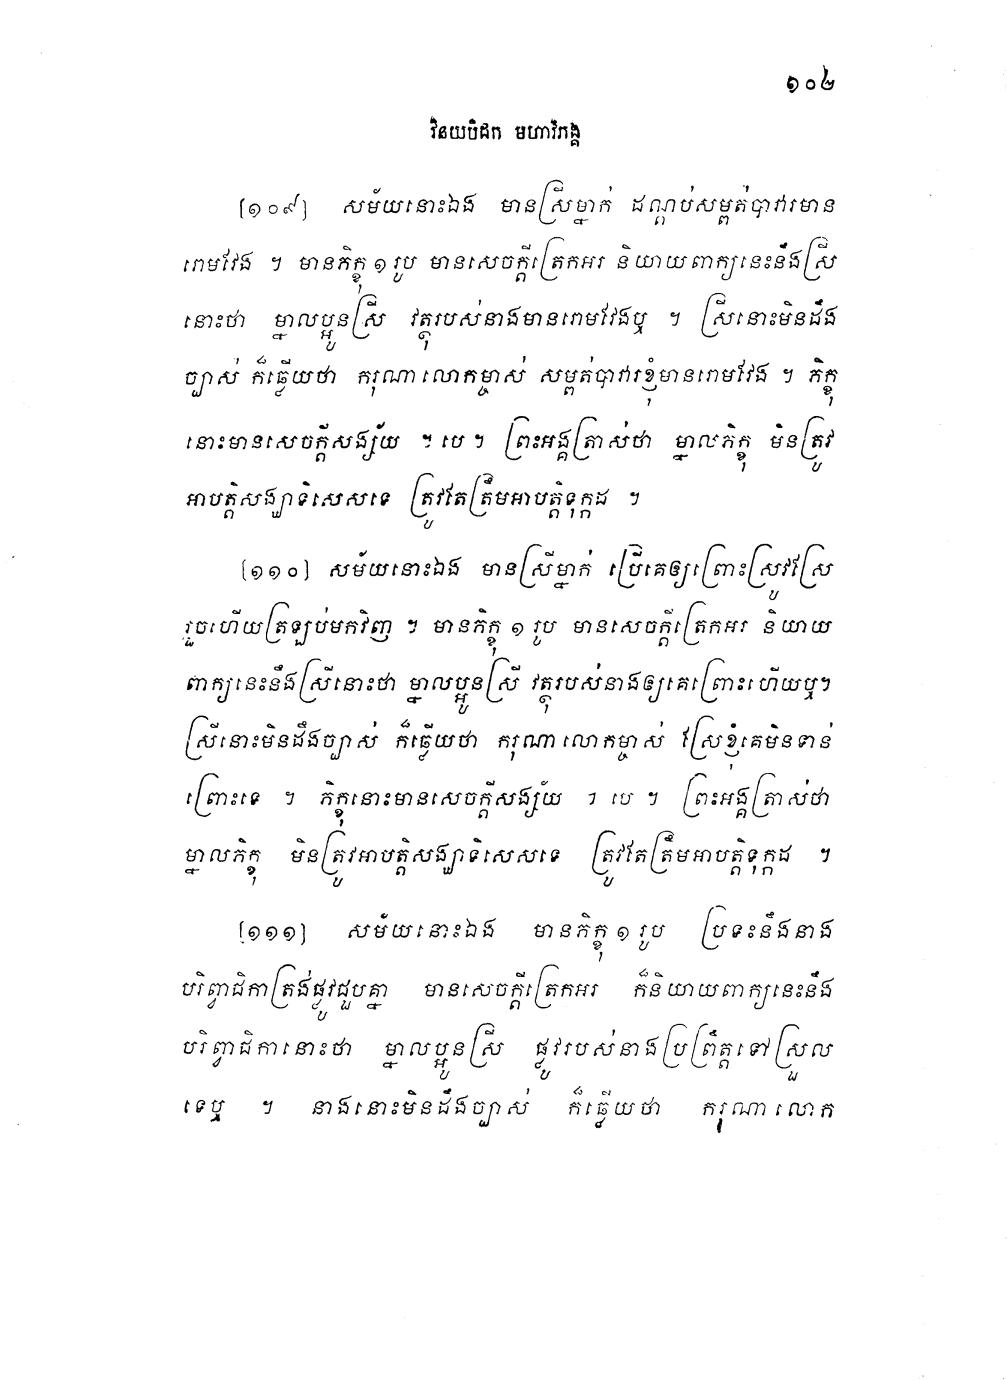 ១០៤
វិនយបិដក មហាវិភង្គ
[១០៩] សម័យនោះឯង មានស្រីម្នាក់ ដណ្តប់សម្ពត់បាវារមាន
រោមវែង ។ មានភិក្ខុ ១ រូប មានសេចក្តីត្រេកអរ និយាយពាក្យនេះនឹងស្រី
នោះថា ម្នាលប្អូនស្រី វត្ថុរបស់នាងមានរោមវែងឬ ។ ស្រីនោះមិនដឹង
ច្បាស់ ក៏ឆ្លើយថា ករុណាលោកម្ចាស់ សម្ពត់បាវារខ្ញុំមានរោមវែង ។ ភិក្ខុ
នោះមានសេចក្តីសង្ស័យ ។ បេ ។ ព្រះអង្គត្រាស់ថា ម្នាលភិក្ខុ មិនត្រូវ
អាបត្តិសង្ឃាទិសេសទេ ត្រូវតែត្រឹមអាបត្តិទុក្កដ ។
[១១០] សម័យនោះឯង មានស្រីម្នាក់ ប្រើគេឲ្យព្រោះស្រូវស្រែ
រួចហើយត្រឡប់មកវិញ ។ មានភិក្ខុ ១ រូប មានសេចក្តីត្រេកអរ និយាយ
ពាក្យនេះនឹងស្រីនោះថា ម្នាលប្អូនស្រី វត្ថុរបស់នាងឲ្យគេព្រោះហើយឬ។
ស្រីនោះមិនដឹងច្បាស់ ក៏ឆ្លើយថា ករុណាលោកម្ចាស់ ស្រែខ្ញុំគេមិនទាន់
ព្រោះទេ ។ ភិក្ខុនោះមានសេចក្តីសង្ស័យ ។ បេ ។ ព្រះអង្គត្រាស់ថា
ម្នាលភិក្ខុ មិនត្រូវអាបត្តិសង្ឃាទិសេសទេ ត្រូវតែត្រឹមអាបត្តិទុក្កដ ។
[១១១] សម័យនោះឯង មានភិក្ខុ ១ រូប ប្រទះនឹងនាង
បរិព្វាជិកាត្រង់ផ្លូវជួបគ្នា មានសេចក្តីត្រេកអរ ក៏និយាយពាក្យនេះនឹង
បរិព្វាជិកានោះថា ម្នាលប្អូនស្រី ផ្លូវរបស់នាងប្រព្រឹត្តទៅស្រួល
ទេឬ ។ នាងនោះមិនដឹងច្បាស់ ក៏ឆ្លើយថា ករុណាលោក